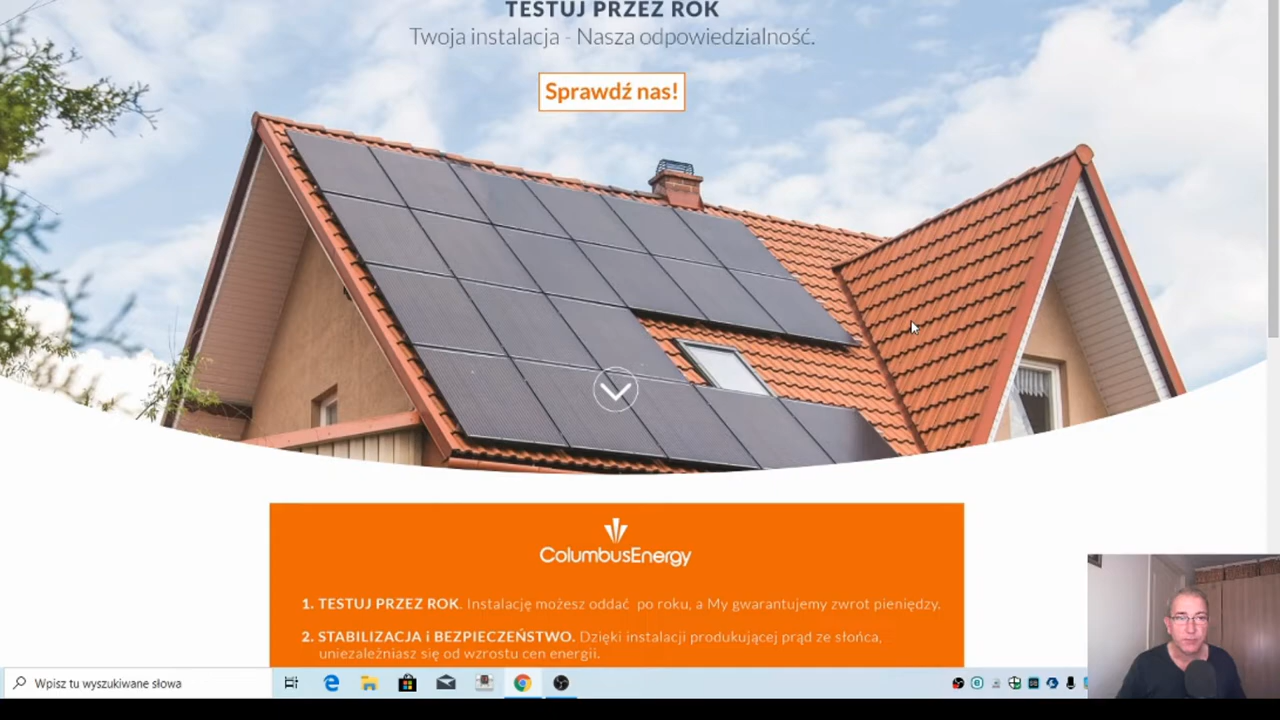 TESTUJ PRZEZ ROK
Twoja instalacja - Nasza odpowiedzialność.
Sprawdź nas!
ColumbusEnergy
1. TESTUJ PRZEZ ROK. Instalację możesz oddać po roku, a My gwarantujemy zwrot pieniędzy.
2. STABILIZACJA i BEZPIECZEŃSTWO. Dzięki instalacji produkującej prąd ze słońca,
uniezależniasz się od wzrostu cen energii.
Wpisz tu wyszukiwane słowa